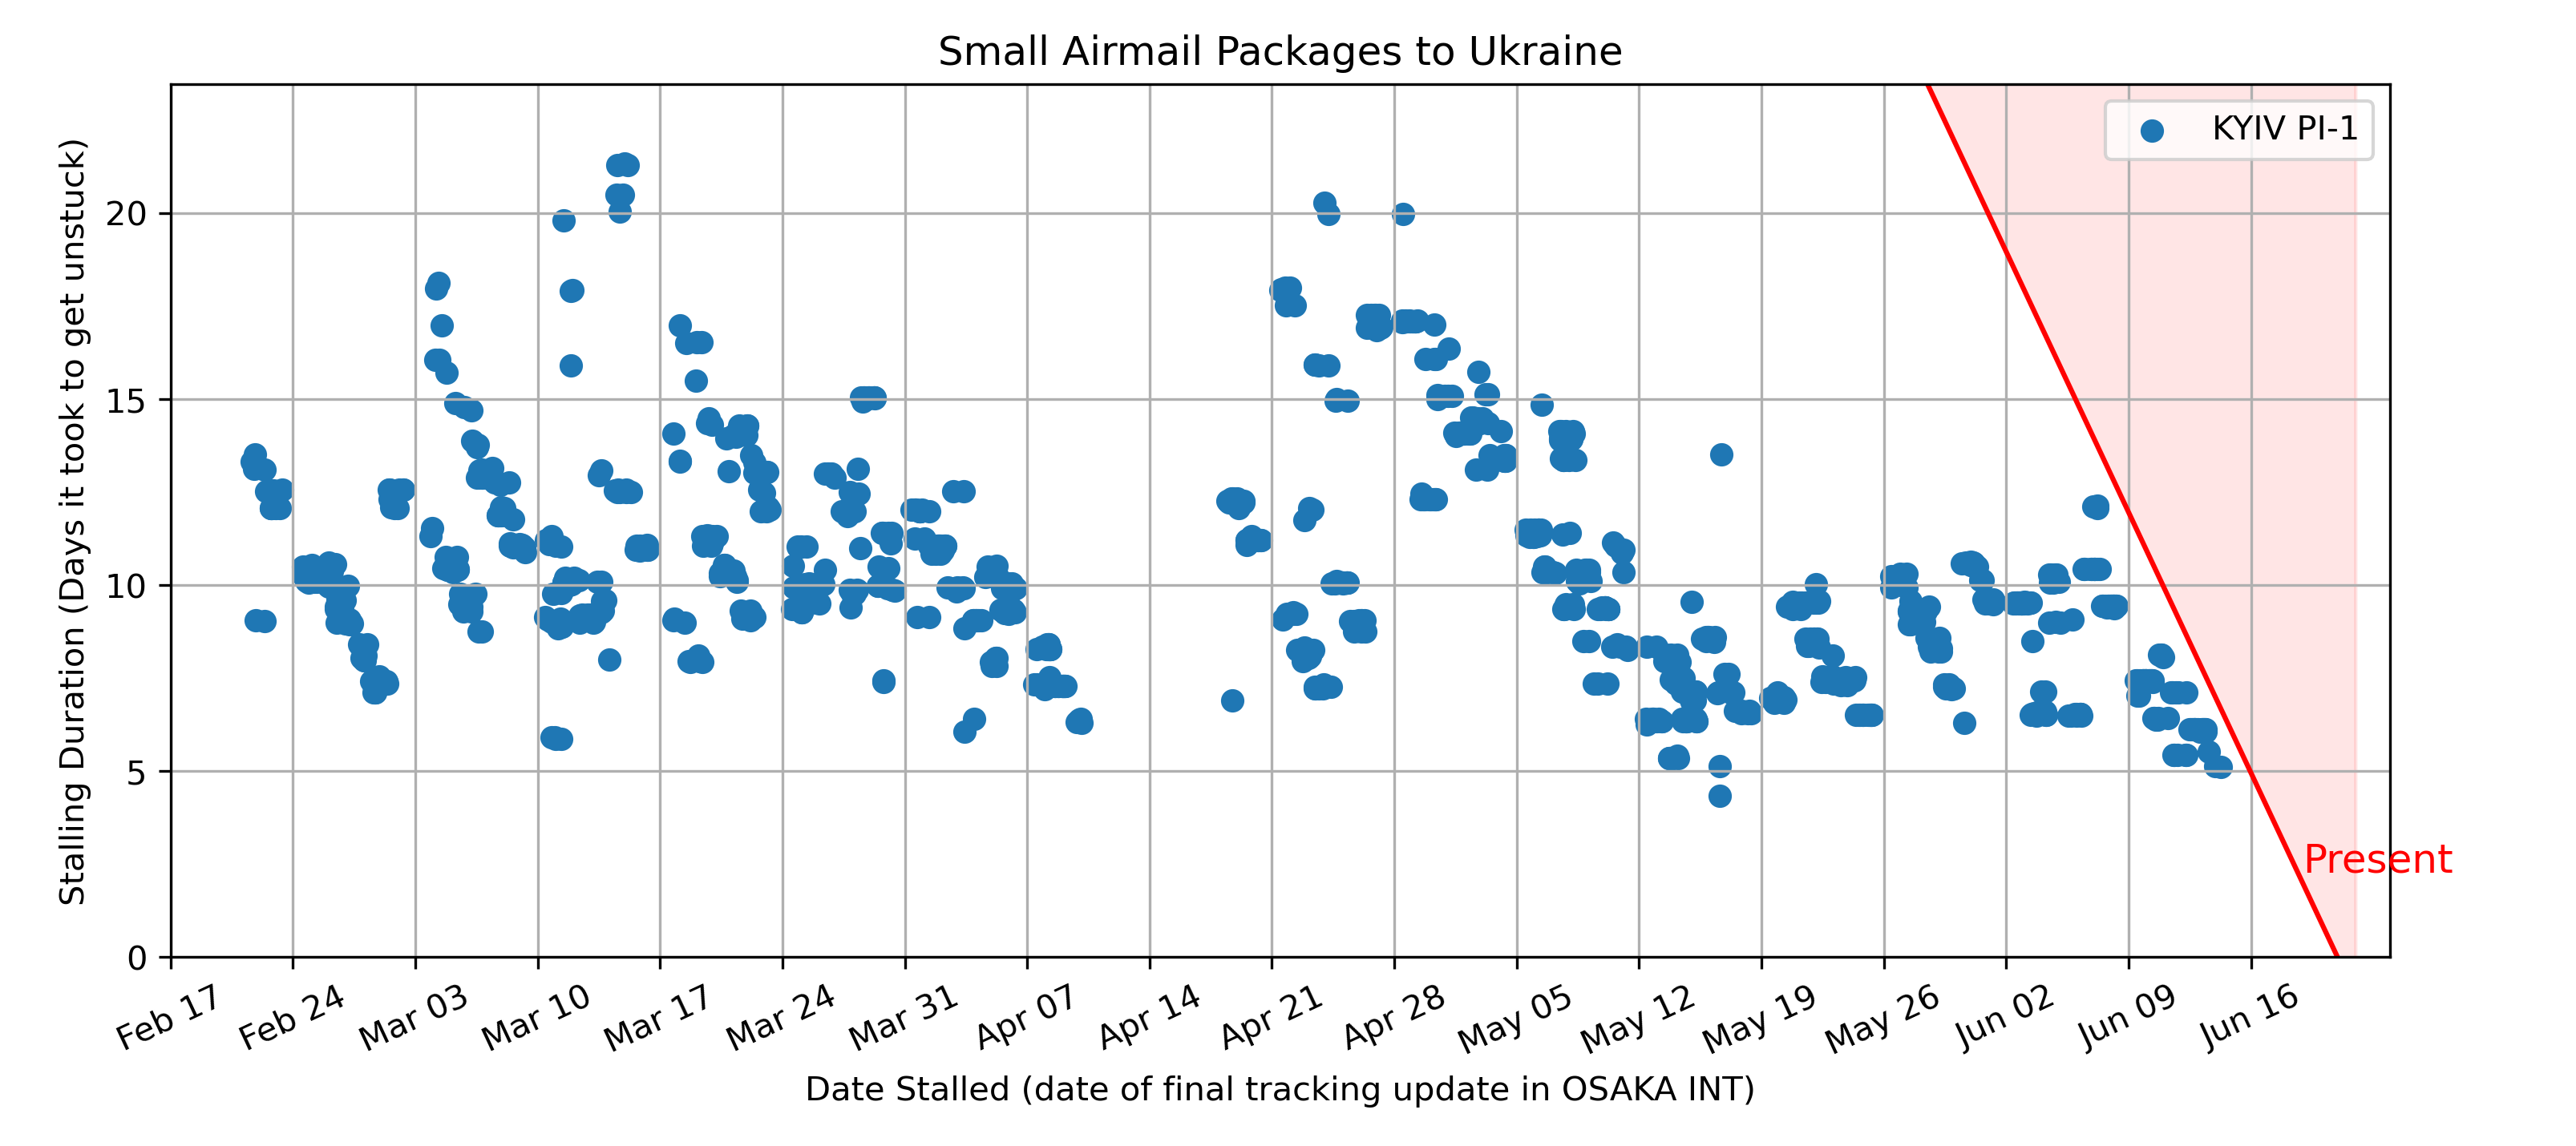 Small Airmail Packages to Ukraine
KYIV PI-1
Stalling Duration (Days it took to get unstuck)
20
15
10
5
0
Present
Feb 17
Feb 24
Mar 03
Mar 10
Mar 17
Mar 24
Mar 31
Apr 07
Apr 14
Apr 21
Apr 28
May 05
May 12
May 19
May 26
Jun 02
Jun 09
Jun 16
Date Stalled (date of final tracking update in OSAKA INT)